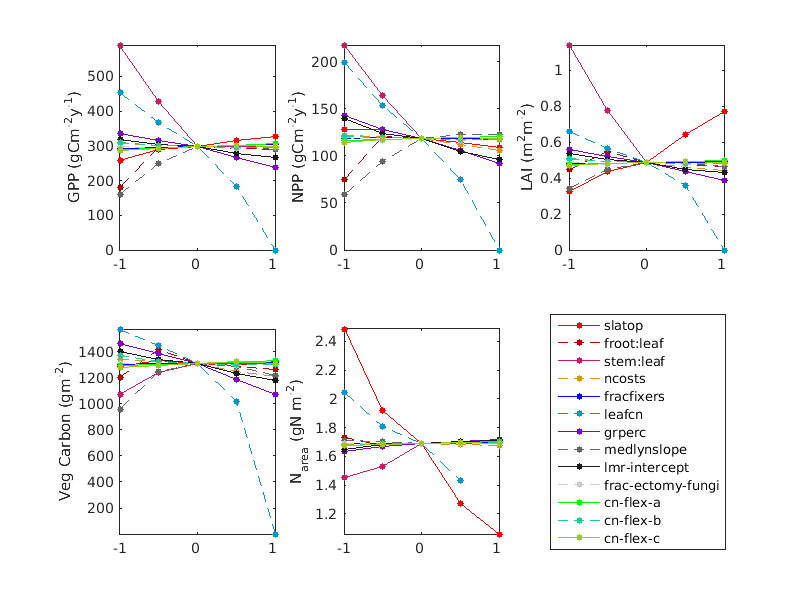 GPP (gCm⁻²y⁻¹)
500
400
300
200
100
0
-1 0 1
NPP (gCm⁻²y⁻¹)
200
150
100
50
0
-1 0 1
LAI (m²m⁻²)
1
0.8
0.6
0.4
0.2
0
-1 0 1
Veg Carbon (gm⁻²)
1400
1200
1000
800
600
400
200
-1 0 1
N_area (gN m⁻²)
2.4
2.2
2
1.8
1.6
1.4
1.2
-1 0 1
slatop
froot:leaf
stem:leaf
ncosts
fracfixers
leafcn
grperc
medlynslope
lmr-intercept
frac-ectomy-fungi
cn-flex-a
cn-flex-b
cn-flex-c